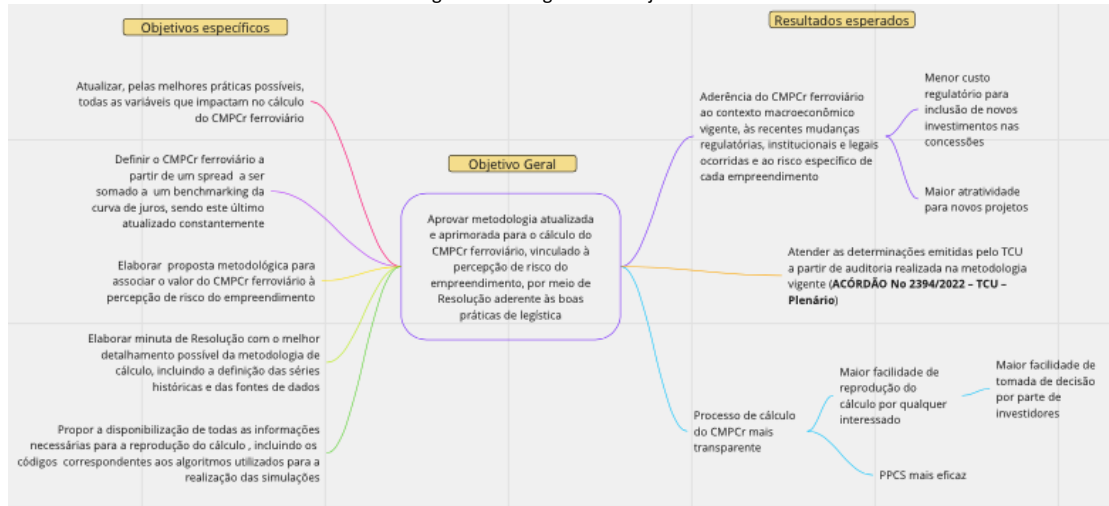 Objetivos específicos
Atualizar, pelas melhores práticas possíveis,
todas as variáveis que impactam no cálculo
do CMPCr ferroviário
Definir o CMPCr ferroviário a
partir de um spread a ser
somado a um benchmarking da
curva de juros, sendo este último
atualizado constantemente
Elaborar proposta metodológica para
associar o valor do CMPCr ferroviário à
percepção de risco do empreendimento
Elaborar minuta de Resolução com o melhor
detalhamento possível da metodologia de
cálculo, incluindo a definição das séries
históricas e das fontes de dados
Propor a disponibilização de todas as informações
necessárias para a reprodução do cálculo , incluindo os
códigos correspondentes aos algoritmos utilizados para a
realização das simulações
Objetivo Geral
Aprovar metodologia atualizada
e aprimorada para o cálculo do
CMPCr ferroviário, vinculado à
percepção de risco do
empreendimento, por meio de
Resolução aderente às boas
práticas de legística
Resultados esperados
Aderência do CMPCr ferroviário
ao contexto macroeconômico
vigente, às recentes mudanças
regulatórias, institucionais e legais
ocorridas e ao risco específico de
cada empreendimento
Menor custo
regulatório para
inclusão de novos
investimentos nas
concessões
Maior atratividade
para novos projetos
Atender as determinações emitidas pelo TCU
a partir de auditoria realizada na metodologia
vigente (ACÓRDÃO No 2394/2022 – TCU –
Plenário)
Processo de cálculo
do CMPCr mais
transparente
Maior facilidade de
reprodução do
cálculo por qualquer
interessado
Maior facilidade de
tomada de decisão
por parte de
investidores
PPCS mais eficaz